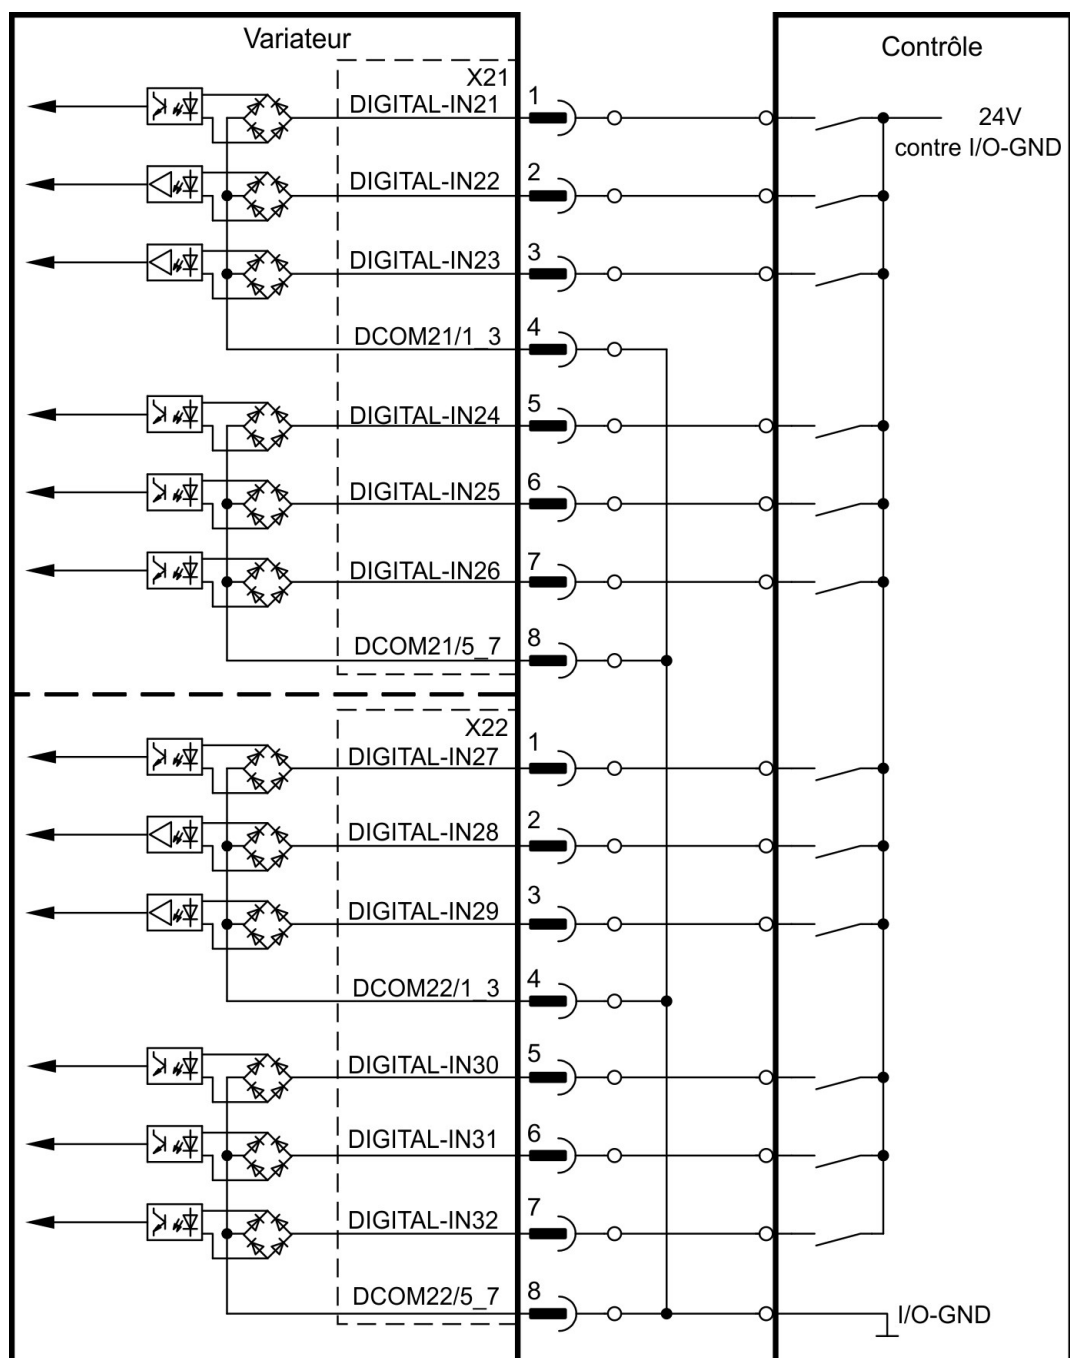 Variateur
Contrôle
X21
DIGITAL-IN21
1
24V
contre I/O-GND
DIGITAL-IN22
2
DIGITAL-IN23
3
DCOM21/1_3
4
DIGITAL-IN24
5
DIGITAL-IN25
6
DIGITAL-IN26
7
DCOM21/5_7
8
X22
DIGITAL-IN27
1
DIGITAL-IN28
2
DIGITAL-IN29
3
DCOM22/1_3
4
DIGITAL-IN30
5
DIGITAL-IN31
6
DIGITAL-IN32
7
DCOM22/5_7
8
I/O-GND